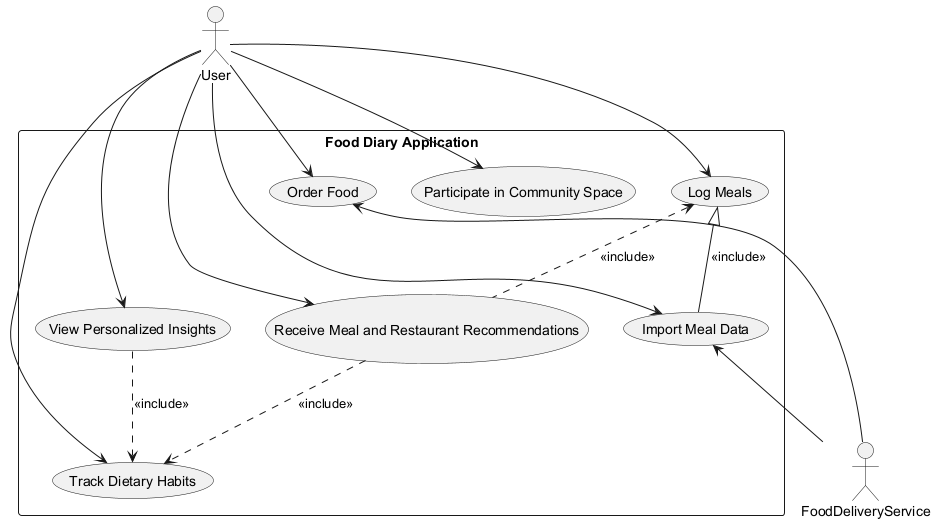 User
Food Diary Application
Order Food
Participate in Community Space
Log Meals
«include»
«include»
View Personalized Insights
Receive Meal and Restaurant Recommendations
Import Meal Data
«include»
«include»
Track Dietary Habits
FoodDeliveryService